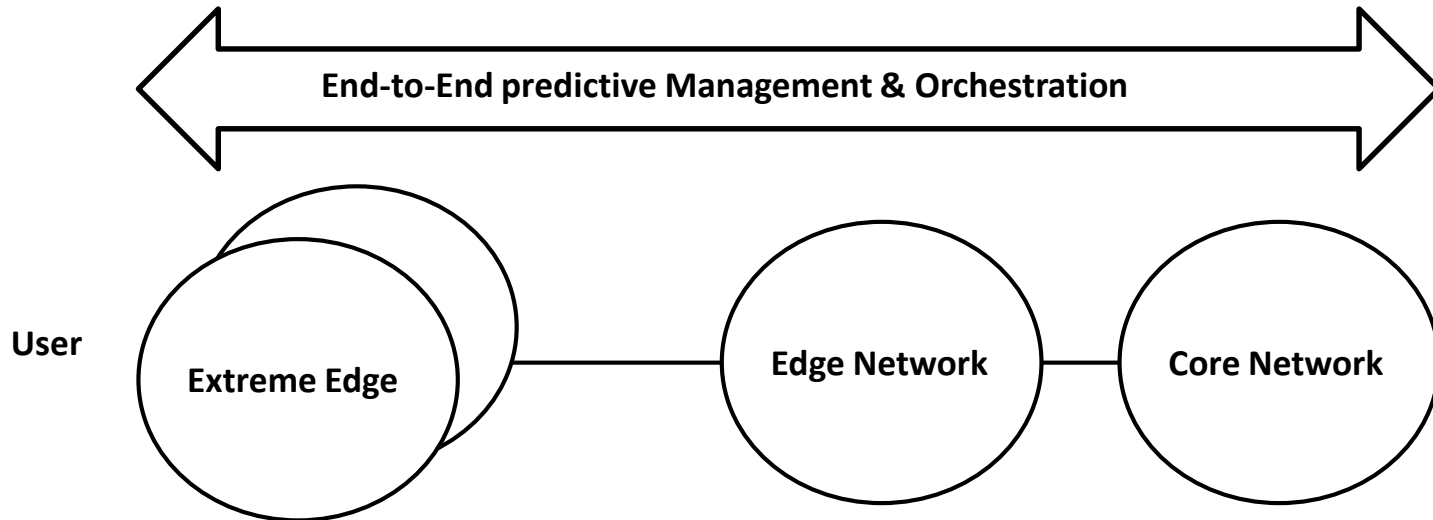 End-to-End predictive Management & Orchestration
User
Extreme Edge
Edge Network
Core Network